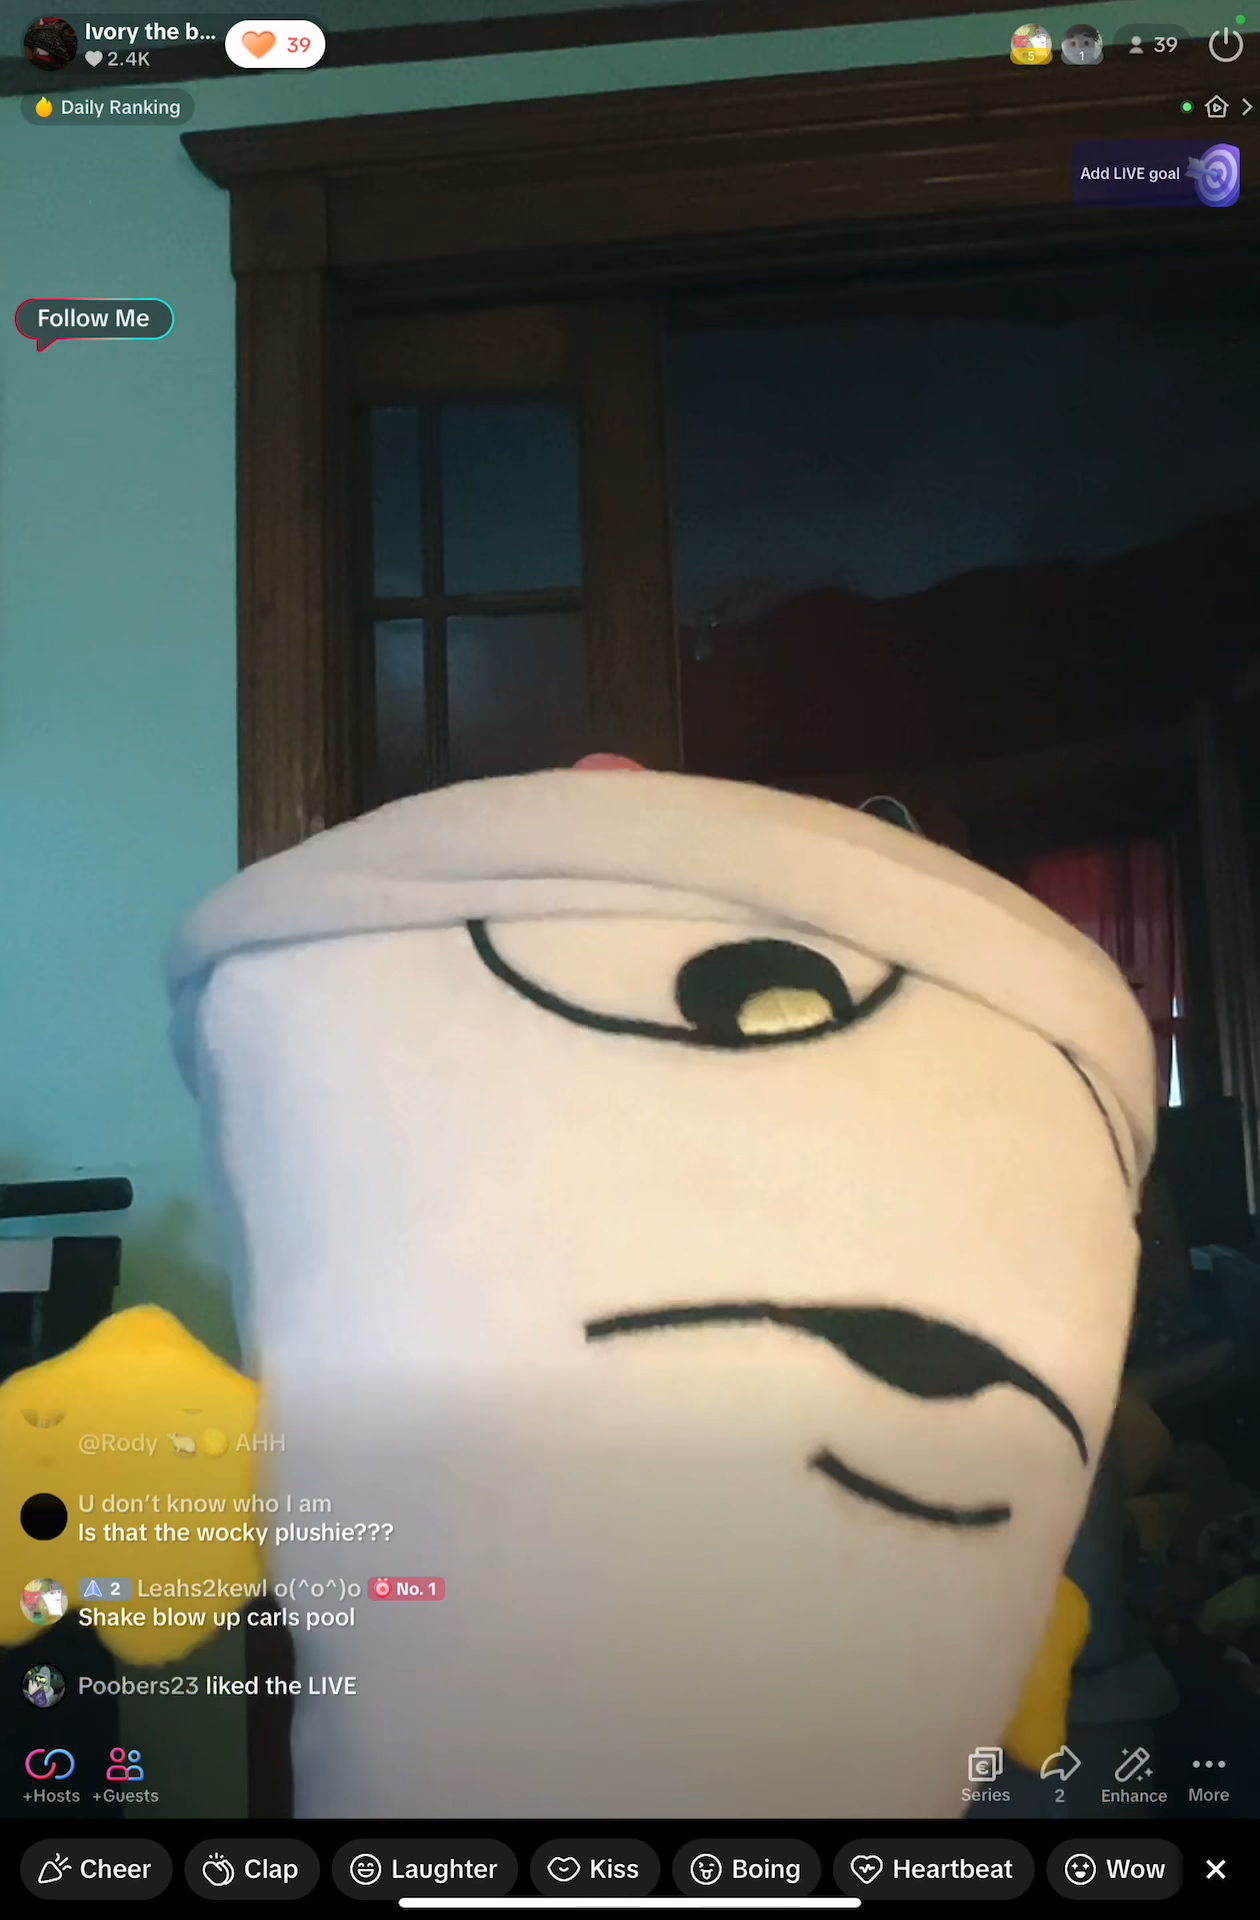 Ivory the b...
2.4K
39
5
1
39
Daily Ranking
Add LIVE goal
Follow Me
@Rody AHH
U don't know who I am
Is that the wocky plushie???
2 Leahs2kewl o(^o^)o No. 1
Shake blow up carls pool
Poobers23 liked the LIVE
+Hosts +Guests
Series 2 Enhance More
Cheer Clap Laughter Kiss Boing Heartbeat Wow